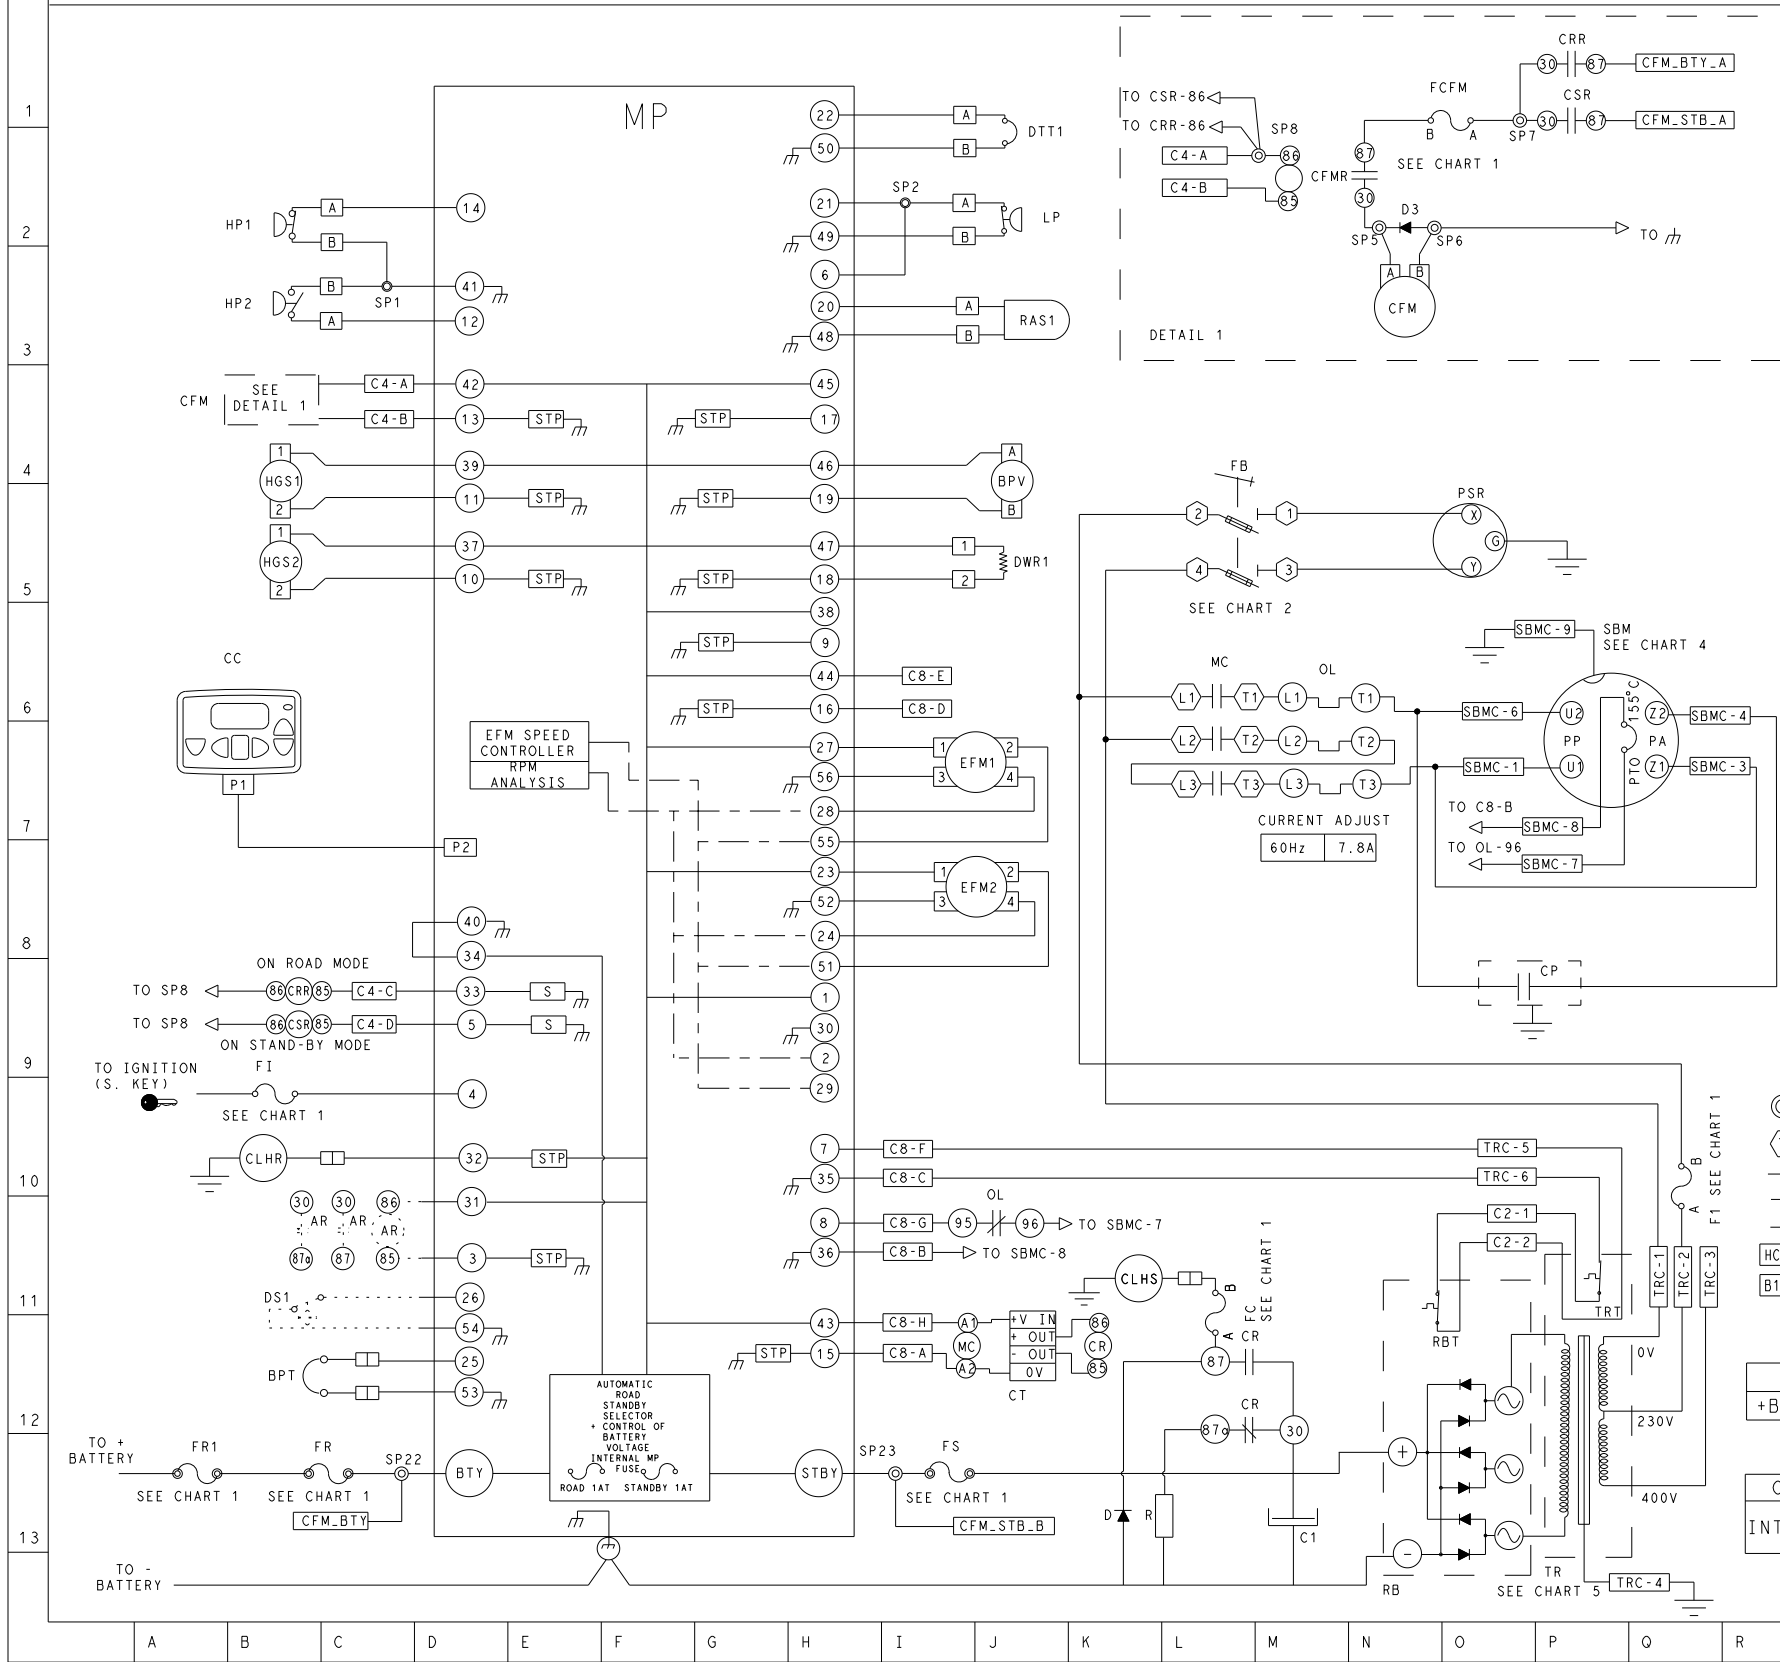 1
2
3
4
5
6
7
8
9
10
11
12
13
A B C D E F G H I J K L M N O P Q R
MP
HP1
A
B
14
HP2
B
A
SP1
41
12
CFM
SEE
DETAIL 1
C4-A
C4-B
42
13
STP
HGS1
1
2
39
11
STP
HGS2
1
2
37
10
STP
CC
P1
P2
EFM SPEED
CONTROLLER
RPM
ANALYSIS
40
34
ON ROAD MODE
TO SP8
86 CRR 85
C4-C
33
S
TO SP8
86 CSR 85
C4-D
5
S
ON STAND-BY MODE
TO IGNITION
(S. KEY)
FI
SEE CHART 1
4
CLHR
32
STP
30
30
86
31
AR
AR
AR
87a
87
85
3
STP
DS1
26
54
BPT
25
53
TO +
BATTERY
FR1
SEE CHART 1
FR
SEE CHART 1
SP22
CFM_BTY
BTY
AUTOMATIC
ROAD
STANDBY
SELECTOR
+ CONTROL OF
BATTERY
VOLTAGE
INTERNAL MP
FUSE
ROAD 1AT STANDBY 1AT
TO -
BATTERY
22
A
DTT1
50
B
21
SP2
A
LP
49
B
6
20
A
RAS1
48
B
45
STP
17
46
A
BPV
STP
19
B
47
1
DWR1
STP
18
2
38
STP
9
44
C8-E
STP
16
C8-D
27
1
2
EFM1
56
3
4
28
55
23
1
2
EFM2
52
3
4
24
51
1
30
2
29
7
C8-F
TRC-5
35
C8-C
TRC-6
8
C8-G
95
OL
96
TO SBMC-7
36
C8-B
TO SBMC-8
43
C8-H
A1
MC
A2
STP
15
C8-A
+V IN
+ OUT
- OUT
0V
CT
86
CR
85
STBY
SP23
FS
SEE CHART 1
CFM_STB_B
CLHS
B
A
FC
SEE CHART 1
87
CR
87a
CR
30
D
R
C1
DETAIL 1
TO CSR-86
TO CRR-86
SP8
C4-A
C4-B
86
85
CFMR
87
30
SEE CHART 1
FCFM
B
A
SP7
CRR
30
87
CFM_BTY_A
CSR
30
87
CFM_STB_A
D3
SP5
SP6
TO
A
B
CFM
FB
2
1
4
3
SEE CHART 2
PSR
X
G
Y
MC
OL
L1 T1 L1 T1
L2 T2 L2 T2
L3 T3 L3 T3
CURRENT ADJUST
60Hz 7.8A
SBMC-9
SBM
SEE CHART 4
SBMC-6
U2
PP
U1
SBMC-1
155°C
PTO
Z2
PA
Z1
SBMC-4
SBMC-3
TO C8-B
SBMC-8
TO OL-96
SBMC-7
CP
C2-1
C2-2
B
A
F1 SEE CHART 1
TRC-1
TRC-2
TRC-3
RBT
TRT
0V
230V
400V
+
-
RB
TR
SEE CHART 5
TRC-4
HC
B1
+B
INT